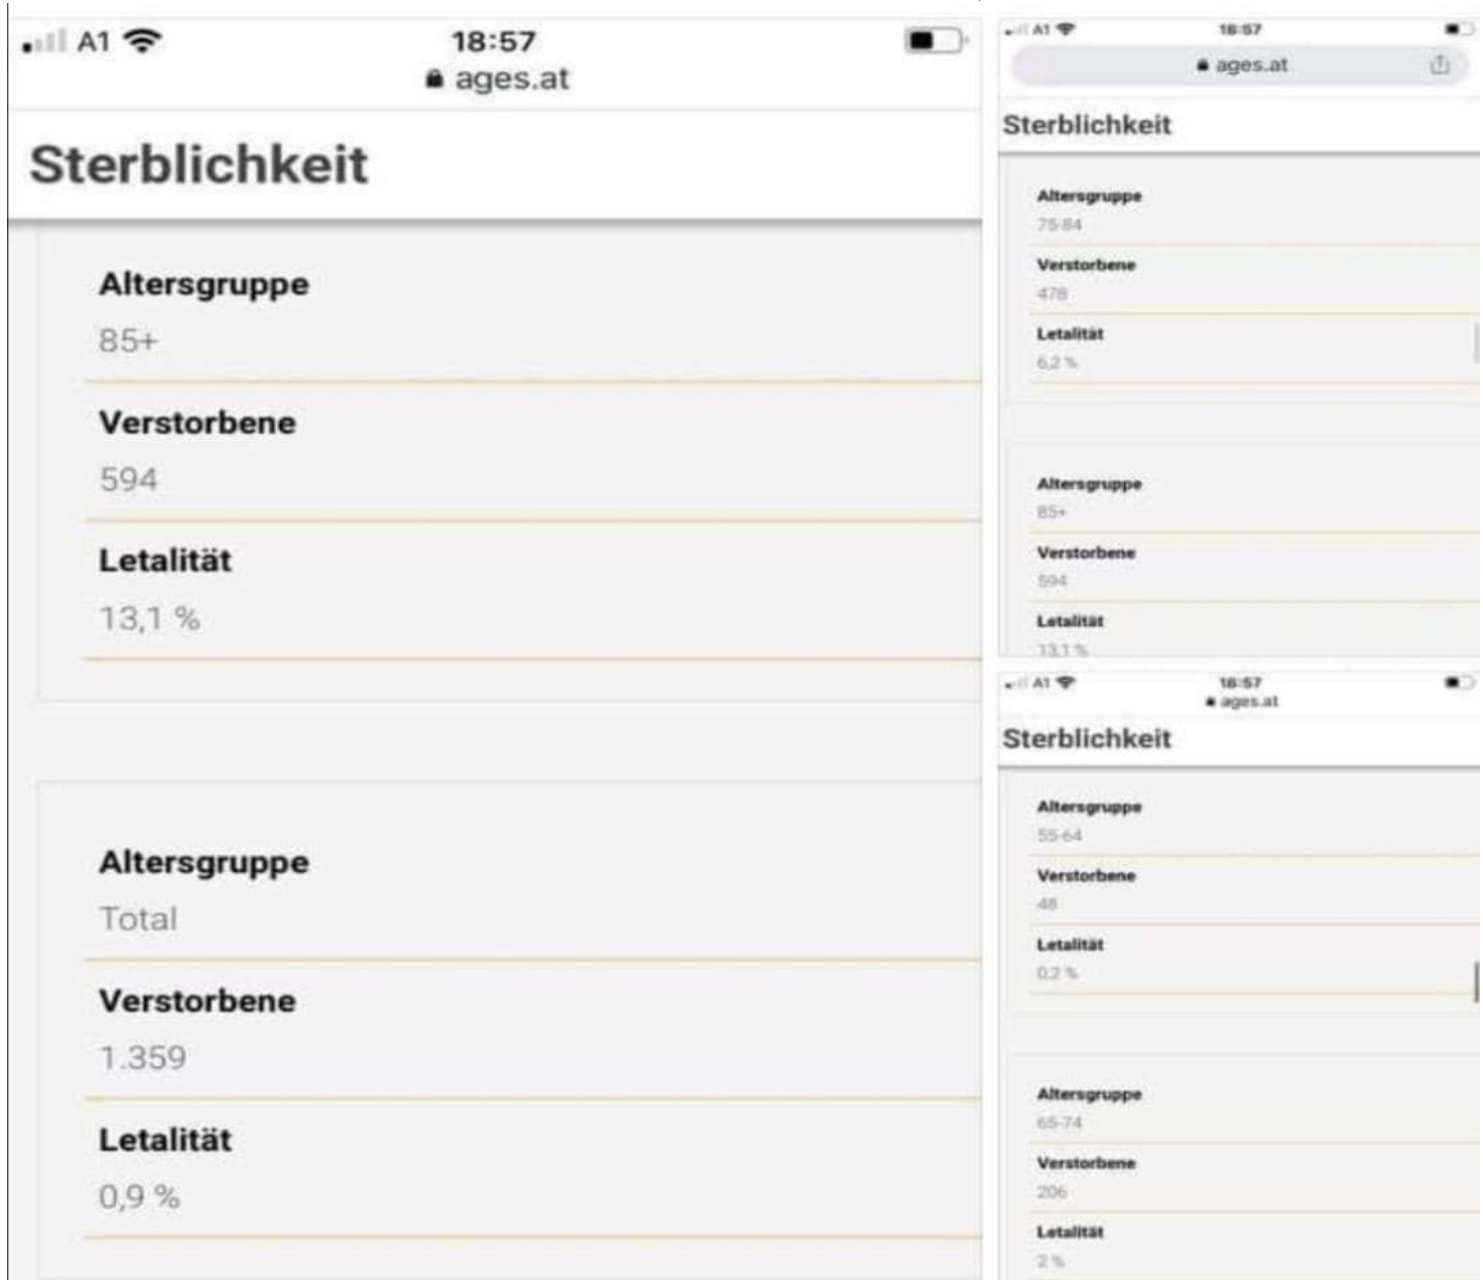 A1 18:57
ages.at
Sterblichkeit
Altersgruppe
85+
Verstorbene
594
Letalität
13,1 %
Altersgruppe
Total
Verstorbene
1.359
Letalität
0,9 %
A1 18:57
ages.at
Sterblichkeit
Altersgruppe
75-84
Verstorbene
478
Letalität
6,2 %
Altersgruppe
85+
Verstorbene
594
Letalität
13,1 %
A1 18:57
ages.at
Sterblichkeit
Altersgruppe
55-64
Verstorbene
48
Letalität
0,2 %
Altersgruppe
65-74
Verstorbene
206
Letalität
2 %